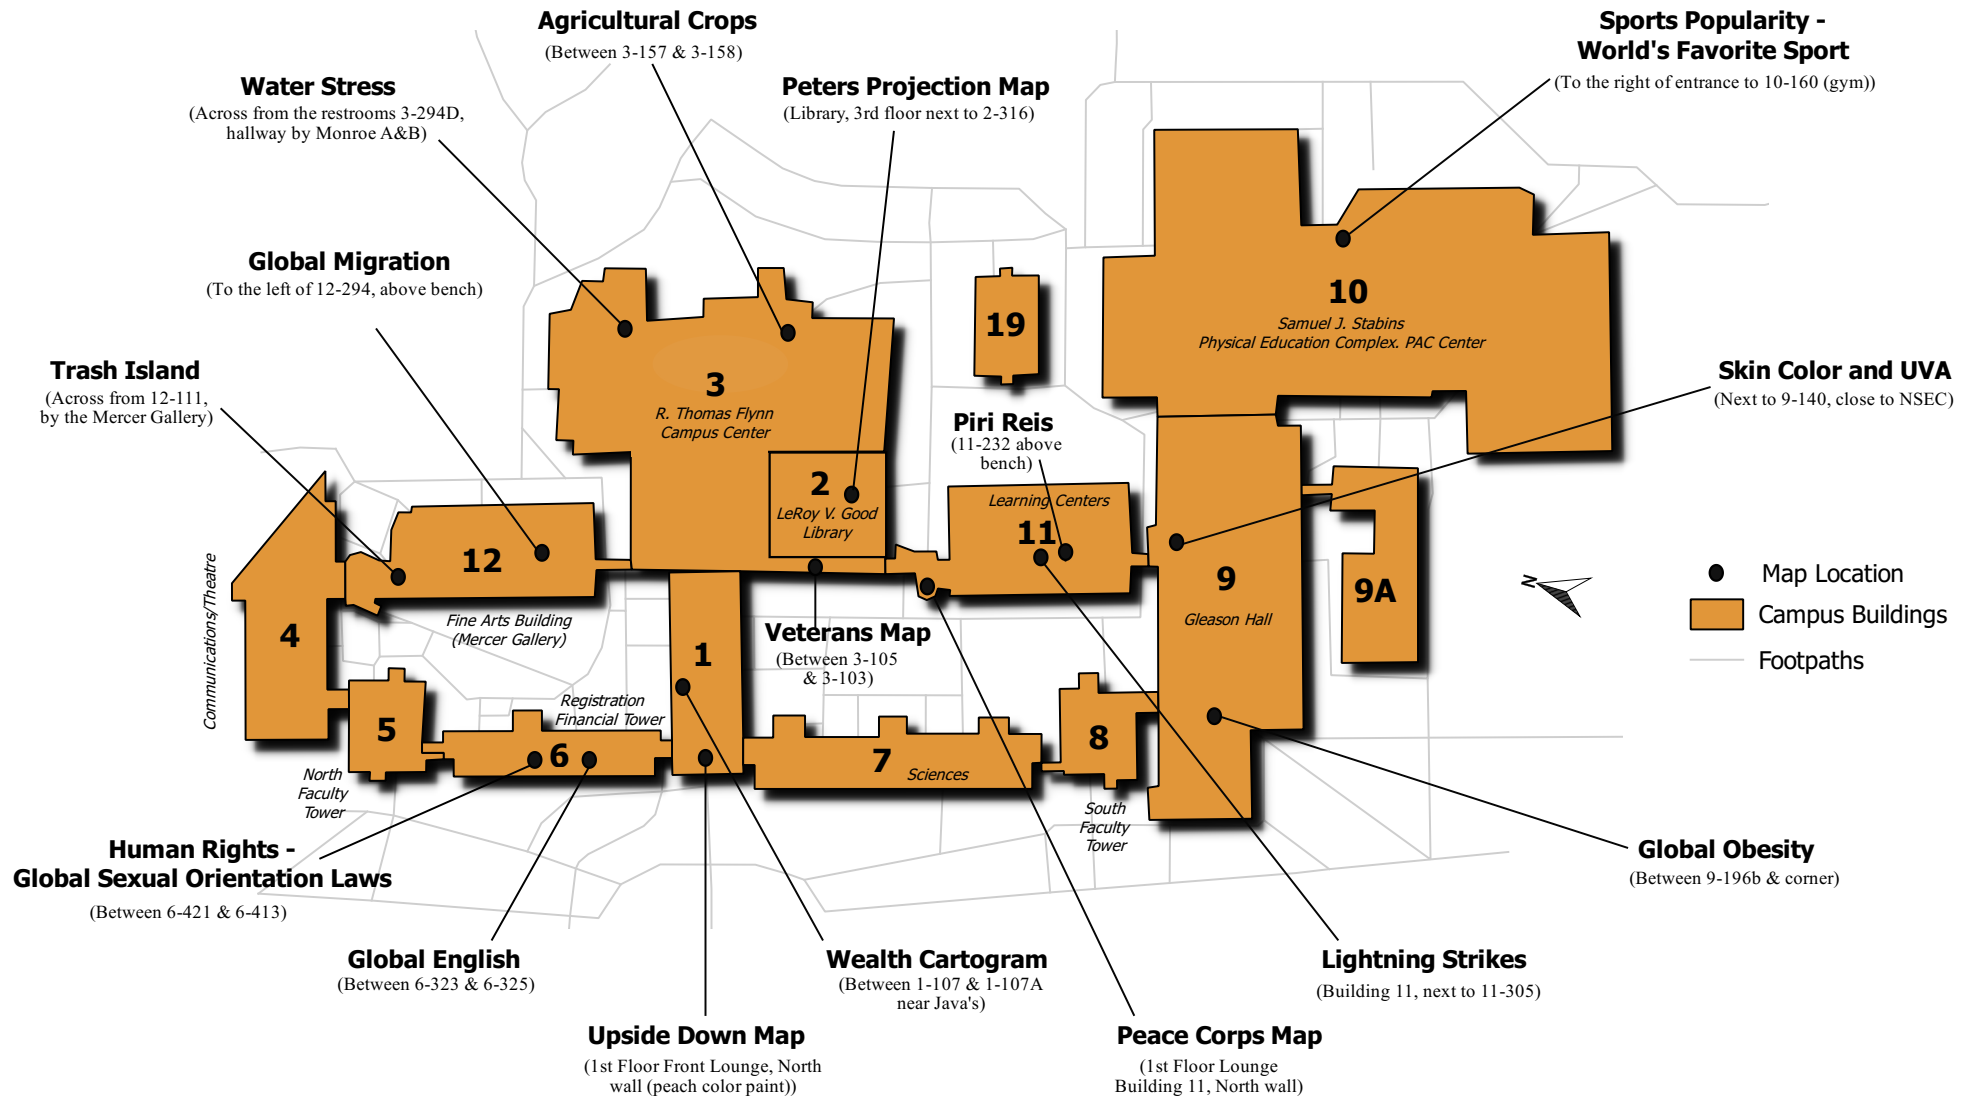 Agricultural Crops
(Between 3-157 & 3-158)
Sports Popularity -
World's Favorite Sport
(To the right of entrance to 10-160 (gym))
Water Stress
(Across from the restrooms 3-294D,
hallway by Monroe A&B)
Peters Projection Map
(Library, 3rd floor next to 2-316)
Global Migration
(To the left of 12-294, above bench)
Trash Island
(Across from 12-111,
by the Mercer Gallery)
3
R. Thomas Flynn
Campus Center
19
10
Samuel J. Stabins
Physical Education Complex. PAC Center
Skin Color and UVA
(Next to 9-140, close to NSEC)
Piri Reis
(11-232 above
bench)
2
LeRoy V. Good
Library
Learning Centers
11
12
Fine Arts Building
(Mercer Gallery)
Communications/Theatre
4
9
Gleason Hall
9A
N
Map Location
Campus Buildings
Footpaths
1
Veterans Map
(Between 3-105
& 3-103)
5
North
Faculty
Tower
Registration
Financial Tower
6
7
Sciences
8
South
Faculty
Tower
Human Rights -
Global Sexual Orientation Laws
(Between 6-421 & 6-413)
Global Obesity
(Between 9-196b & corner)
Global English
(Between 6-323 & 6-325)
Wealth Cartogram
(Between 1-107 & 1-107A
near Java's)
Lightning Strikes
(Building 11, next to 11-305)
Upside Down Map
(1st Floor Front Lounge, North
wall (peach color paint))
Peace Corps Map
(1st Floor Lounge
Building 11, North wall)